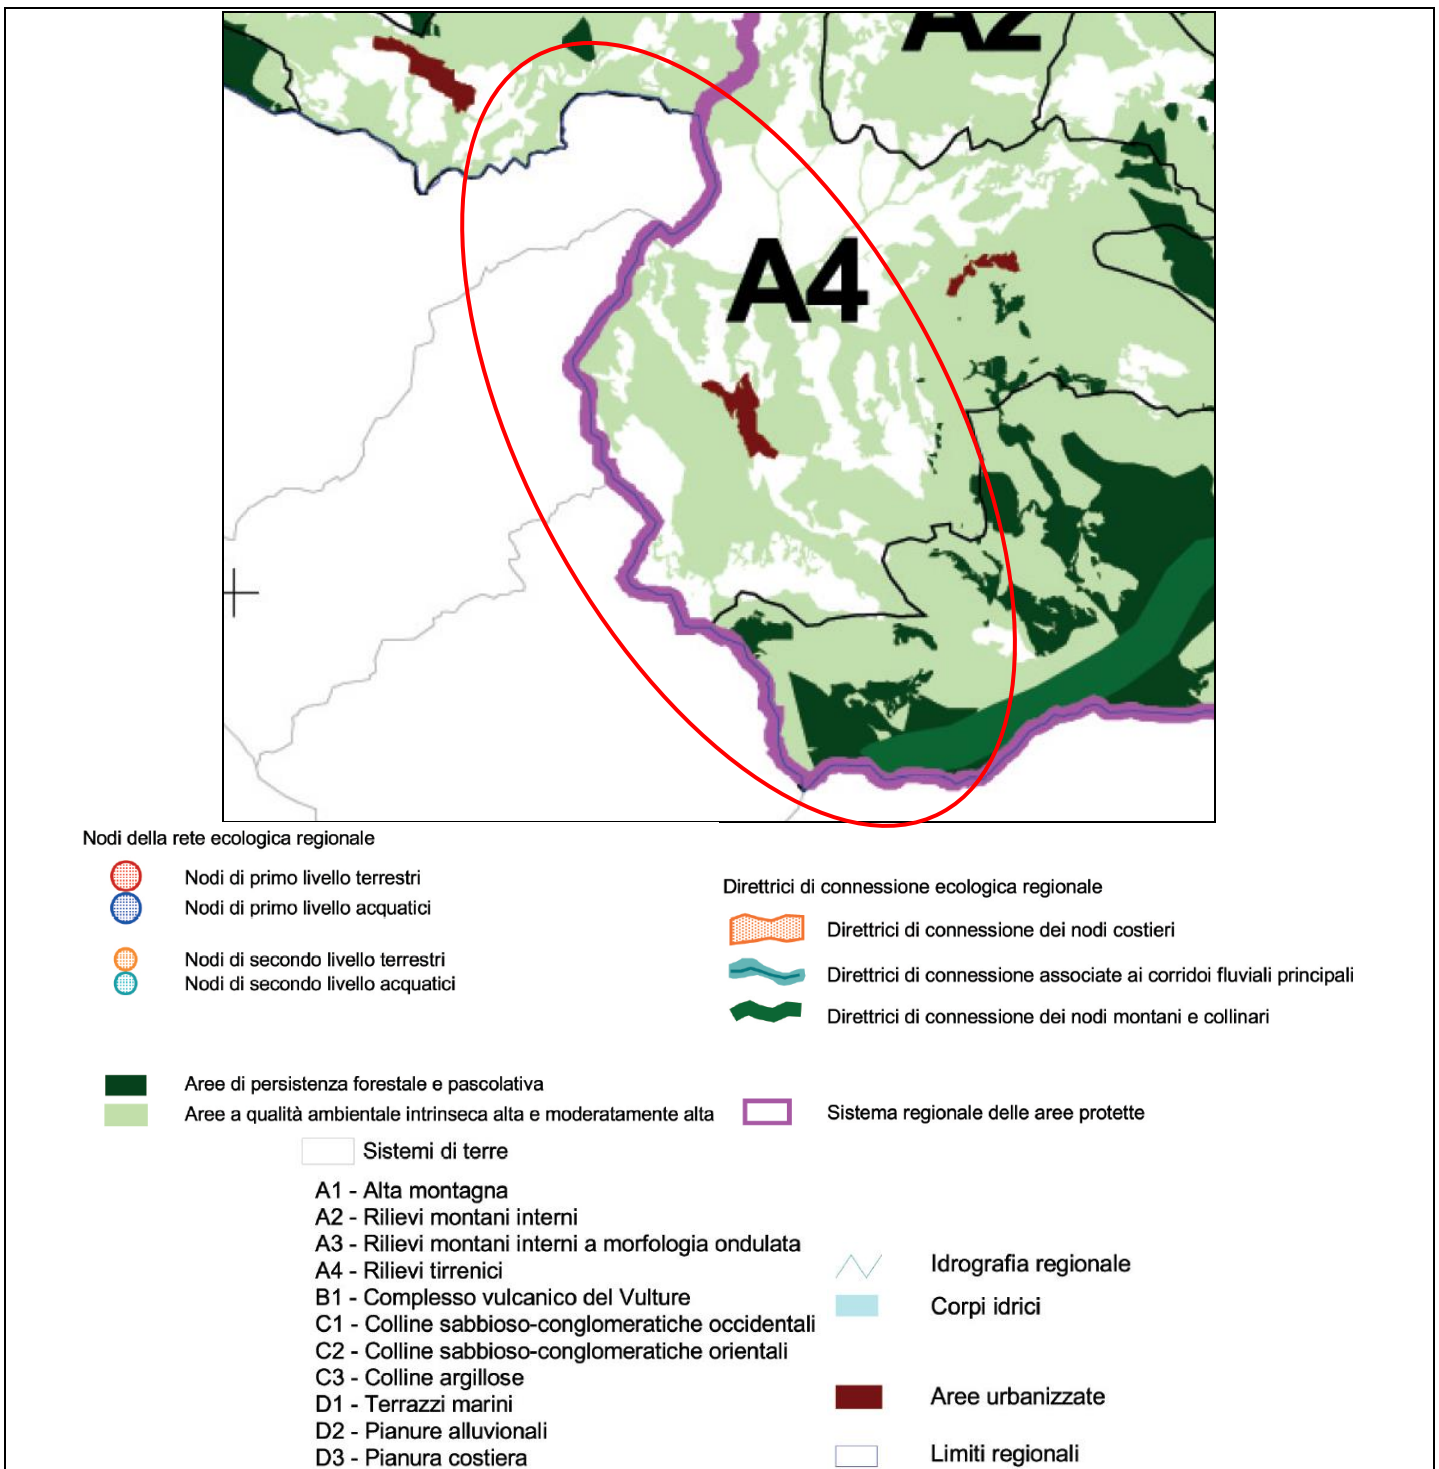 A2
A4
Nodi della rete ecologica regionale
Nodi di primo livello terrestri
Nodi di primo livello acquatici
Nodi di secondo livello terrestri
Nodi di secondo livello acquatici
Direttrici di connessione ecologica regionale
Direttrici di connessione dei nodi costieri
Direttrici di connessione associate ai corridoi fluviali principali
Direttrici di connessione dei nodi montani e collinari
Aree di persistenza forestale e pascolativa
Aree a qualità ambientale intrinseca alta e moderatamente alta
Sistema regionale delle aree protette
Sistemi di terre
A1 - Alta montagna
A2 - Rilievi montani interni
A3 - Rilievi montani interni a morfologia ondulata
A4 - Rilievi tirrenici
B1 - Complesso vulcanico del Vulture
C1 - Colline sabbioso-conglomeratiche occidentali
C2 - Colline sabbioso-conglomeratiche orientali
C3 - Colline argillose
D1 - Terrazzi marini
D2 - Pianure alluvionali
D3 - Pianura costiera
Idrografia regionale
Corpi idrici
Aree urbanizzate
Limiti regionali